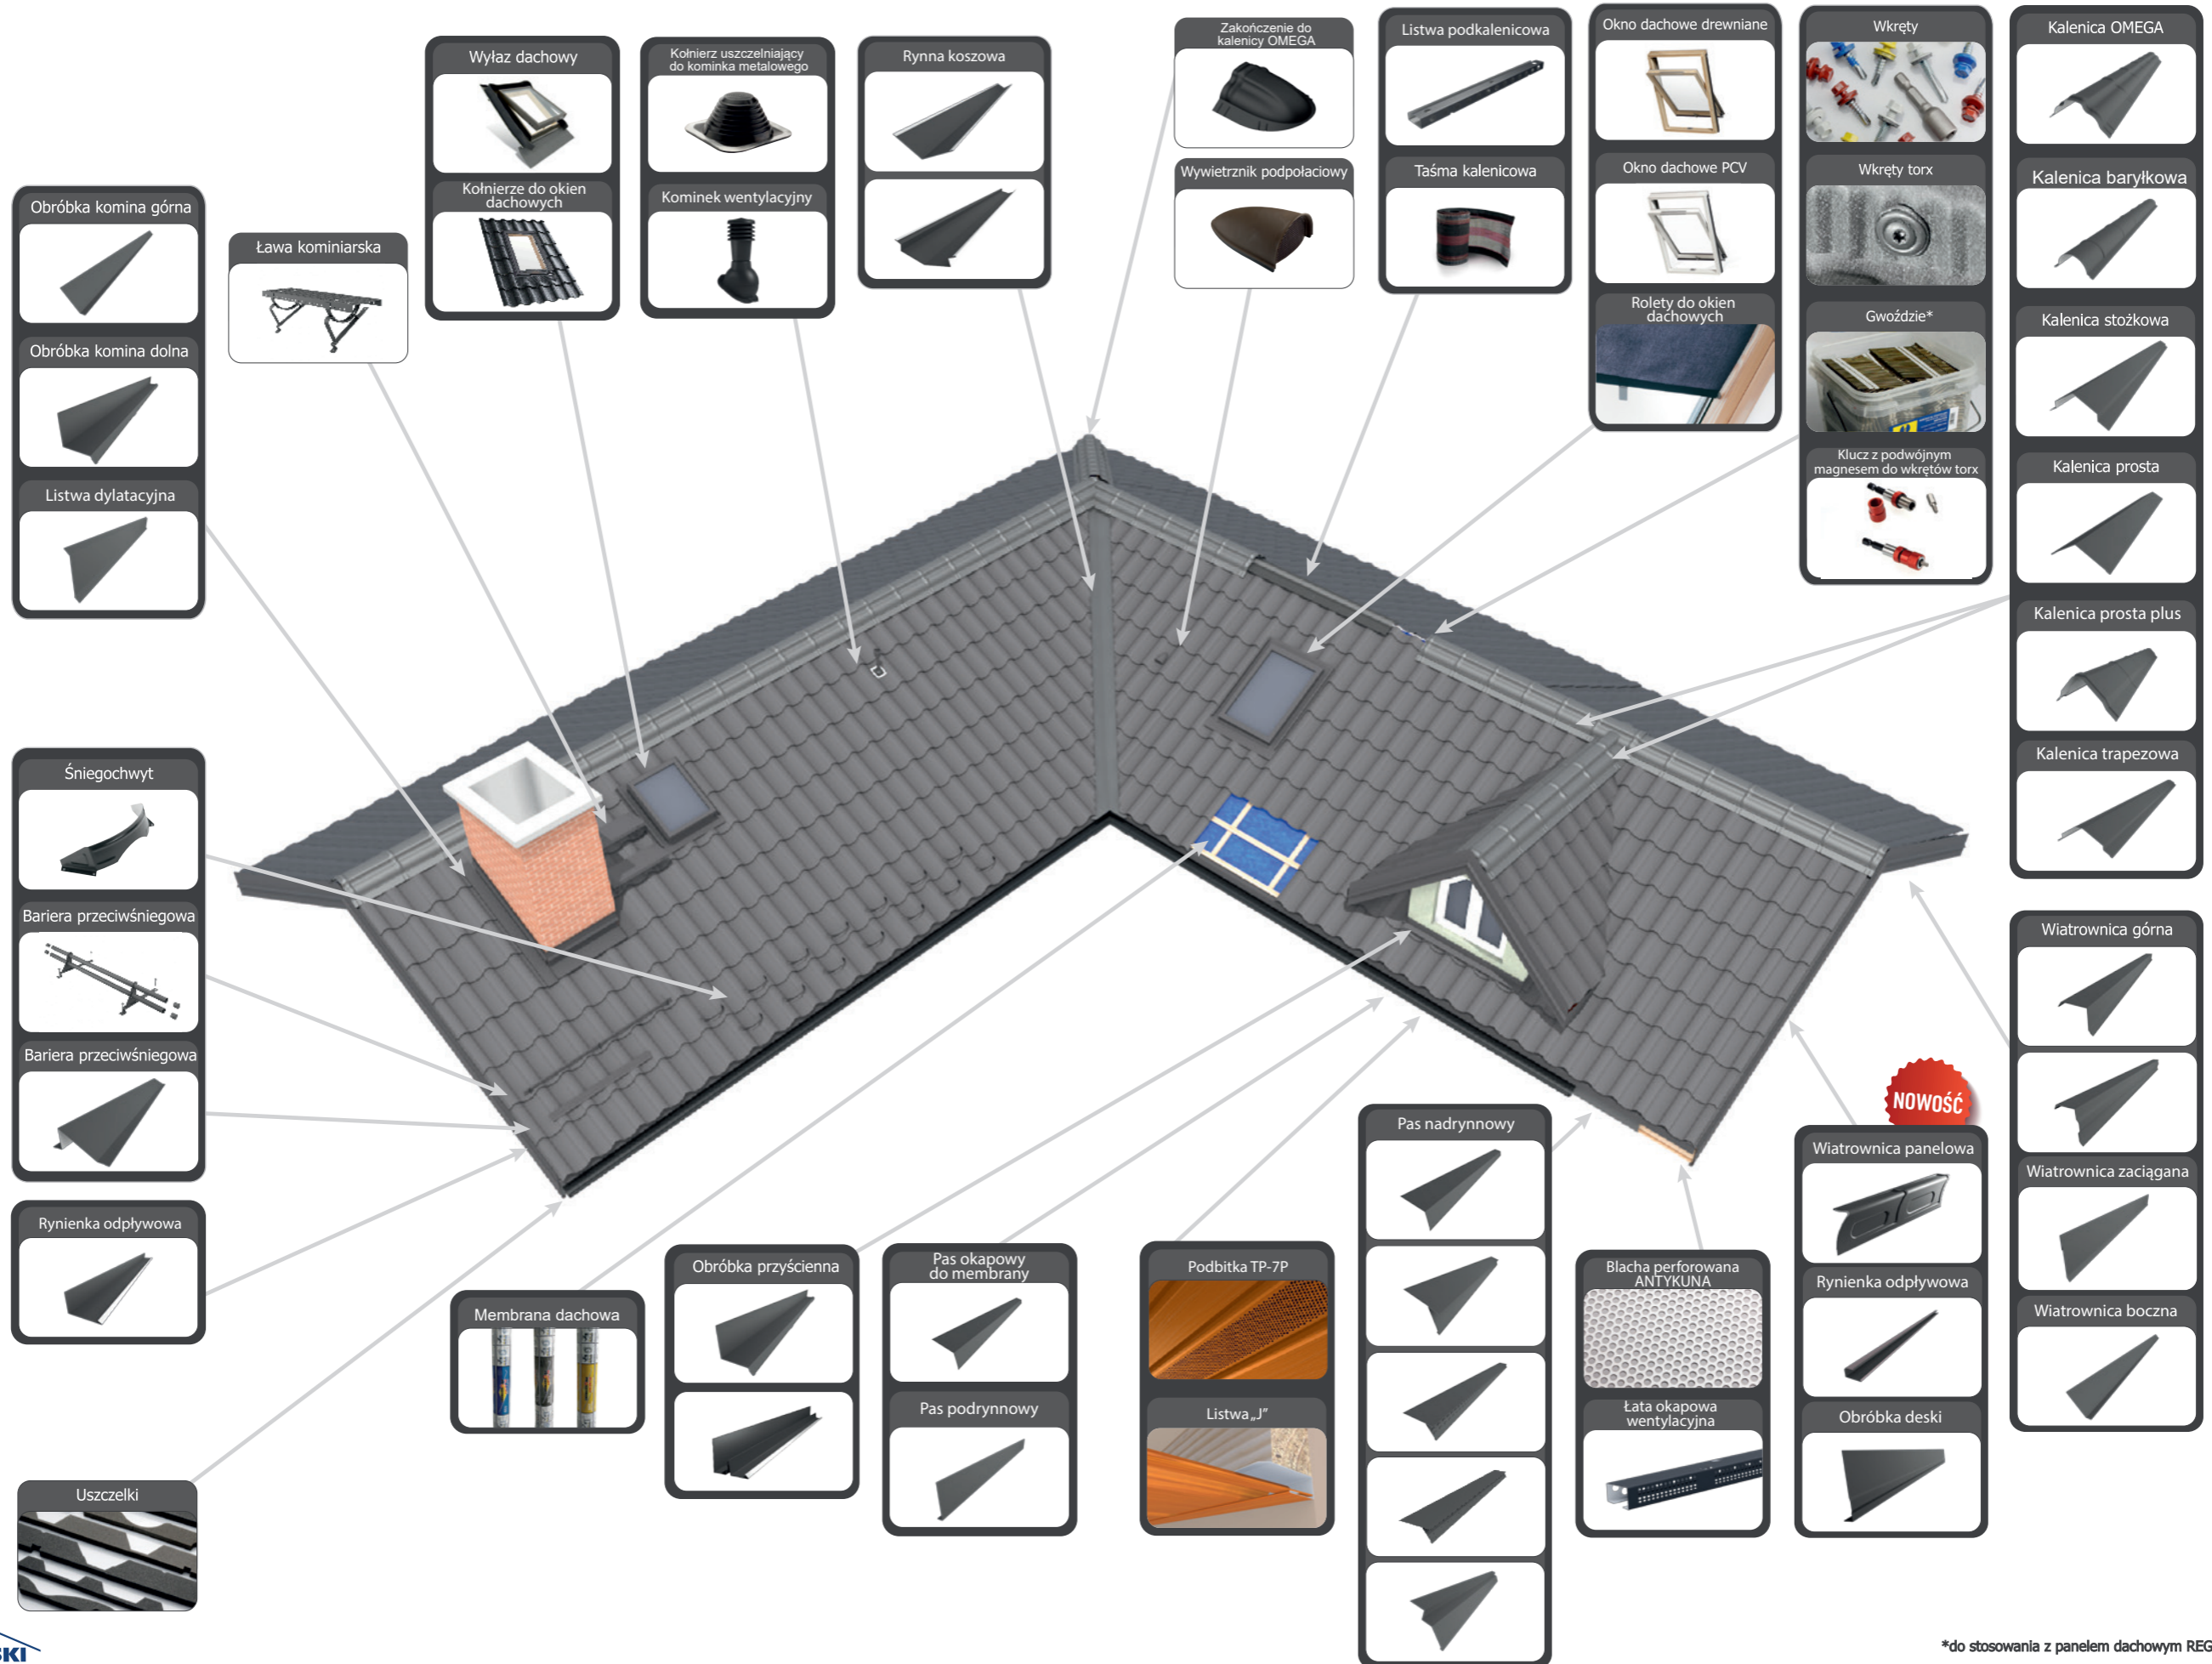 Wyłaz dachowy
Kołnierze do okien
dachowych
Kołnierz uszczelniający
do kominka metalowego
Kominek wentylacyjny
Rynna koszowa
Zakończenie do
kalenicy OMEGA
Wywietrznik podpołaciowy
Listwa podkalenicowa
Taśma kalenicowa
Okno dachowe drewniane
Okno dachowe PCV
Rolety do okien
dachowych
Wkręty
Wkręty torx
Gwoździe*
Klucz z podwójnym
magnesem do wkrętów torx
Kalenica OMEGA
Kalenica baryłkowa
Kalenica stożkowa
Kalenica prosta
Kalenica prosta plus
Kalenica trapezowa
Obróbka komina górna
Obróbka komina dolna
Listwa dylatacyjna
Ława kominiarska
Śniegochwyt
Bariera przeciwśniegowa
Bariera przeciwśniegowa
Rynienka odpływowa
Uszczelki
Membrana dachowa
Obróbka przyścienna
Pas okapowy
do membrany
Pas podrynnowy
Podbitka TP-7P
Listwa „J”
Pas nadrynnowy
Blacha perforowana
ANTYKUNA
Łata okapowa
wentylacyjna
NOWOŚĆ
Wiatrownica panelowa
Rynienka odpływowa
Obróbka deski
Wiatrownica górna
Wiatrownica zaciągana
Wiatrownica boczna
SKI
*do stosowania z panelem dachowym REG